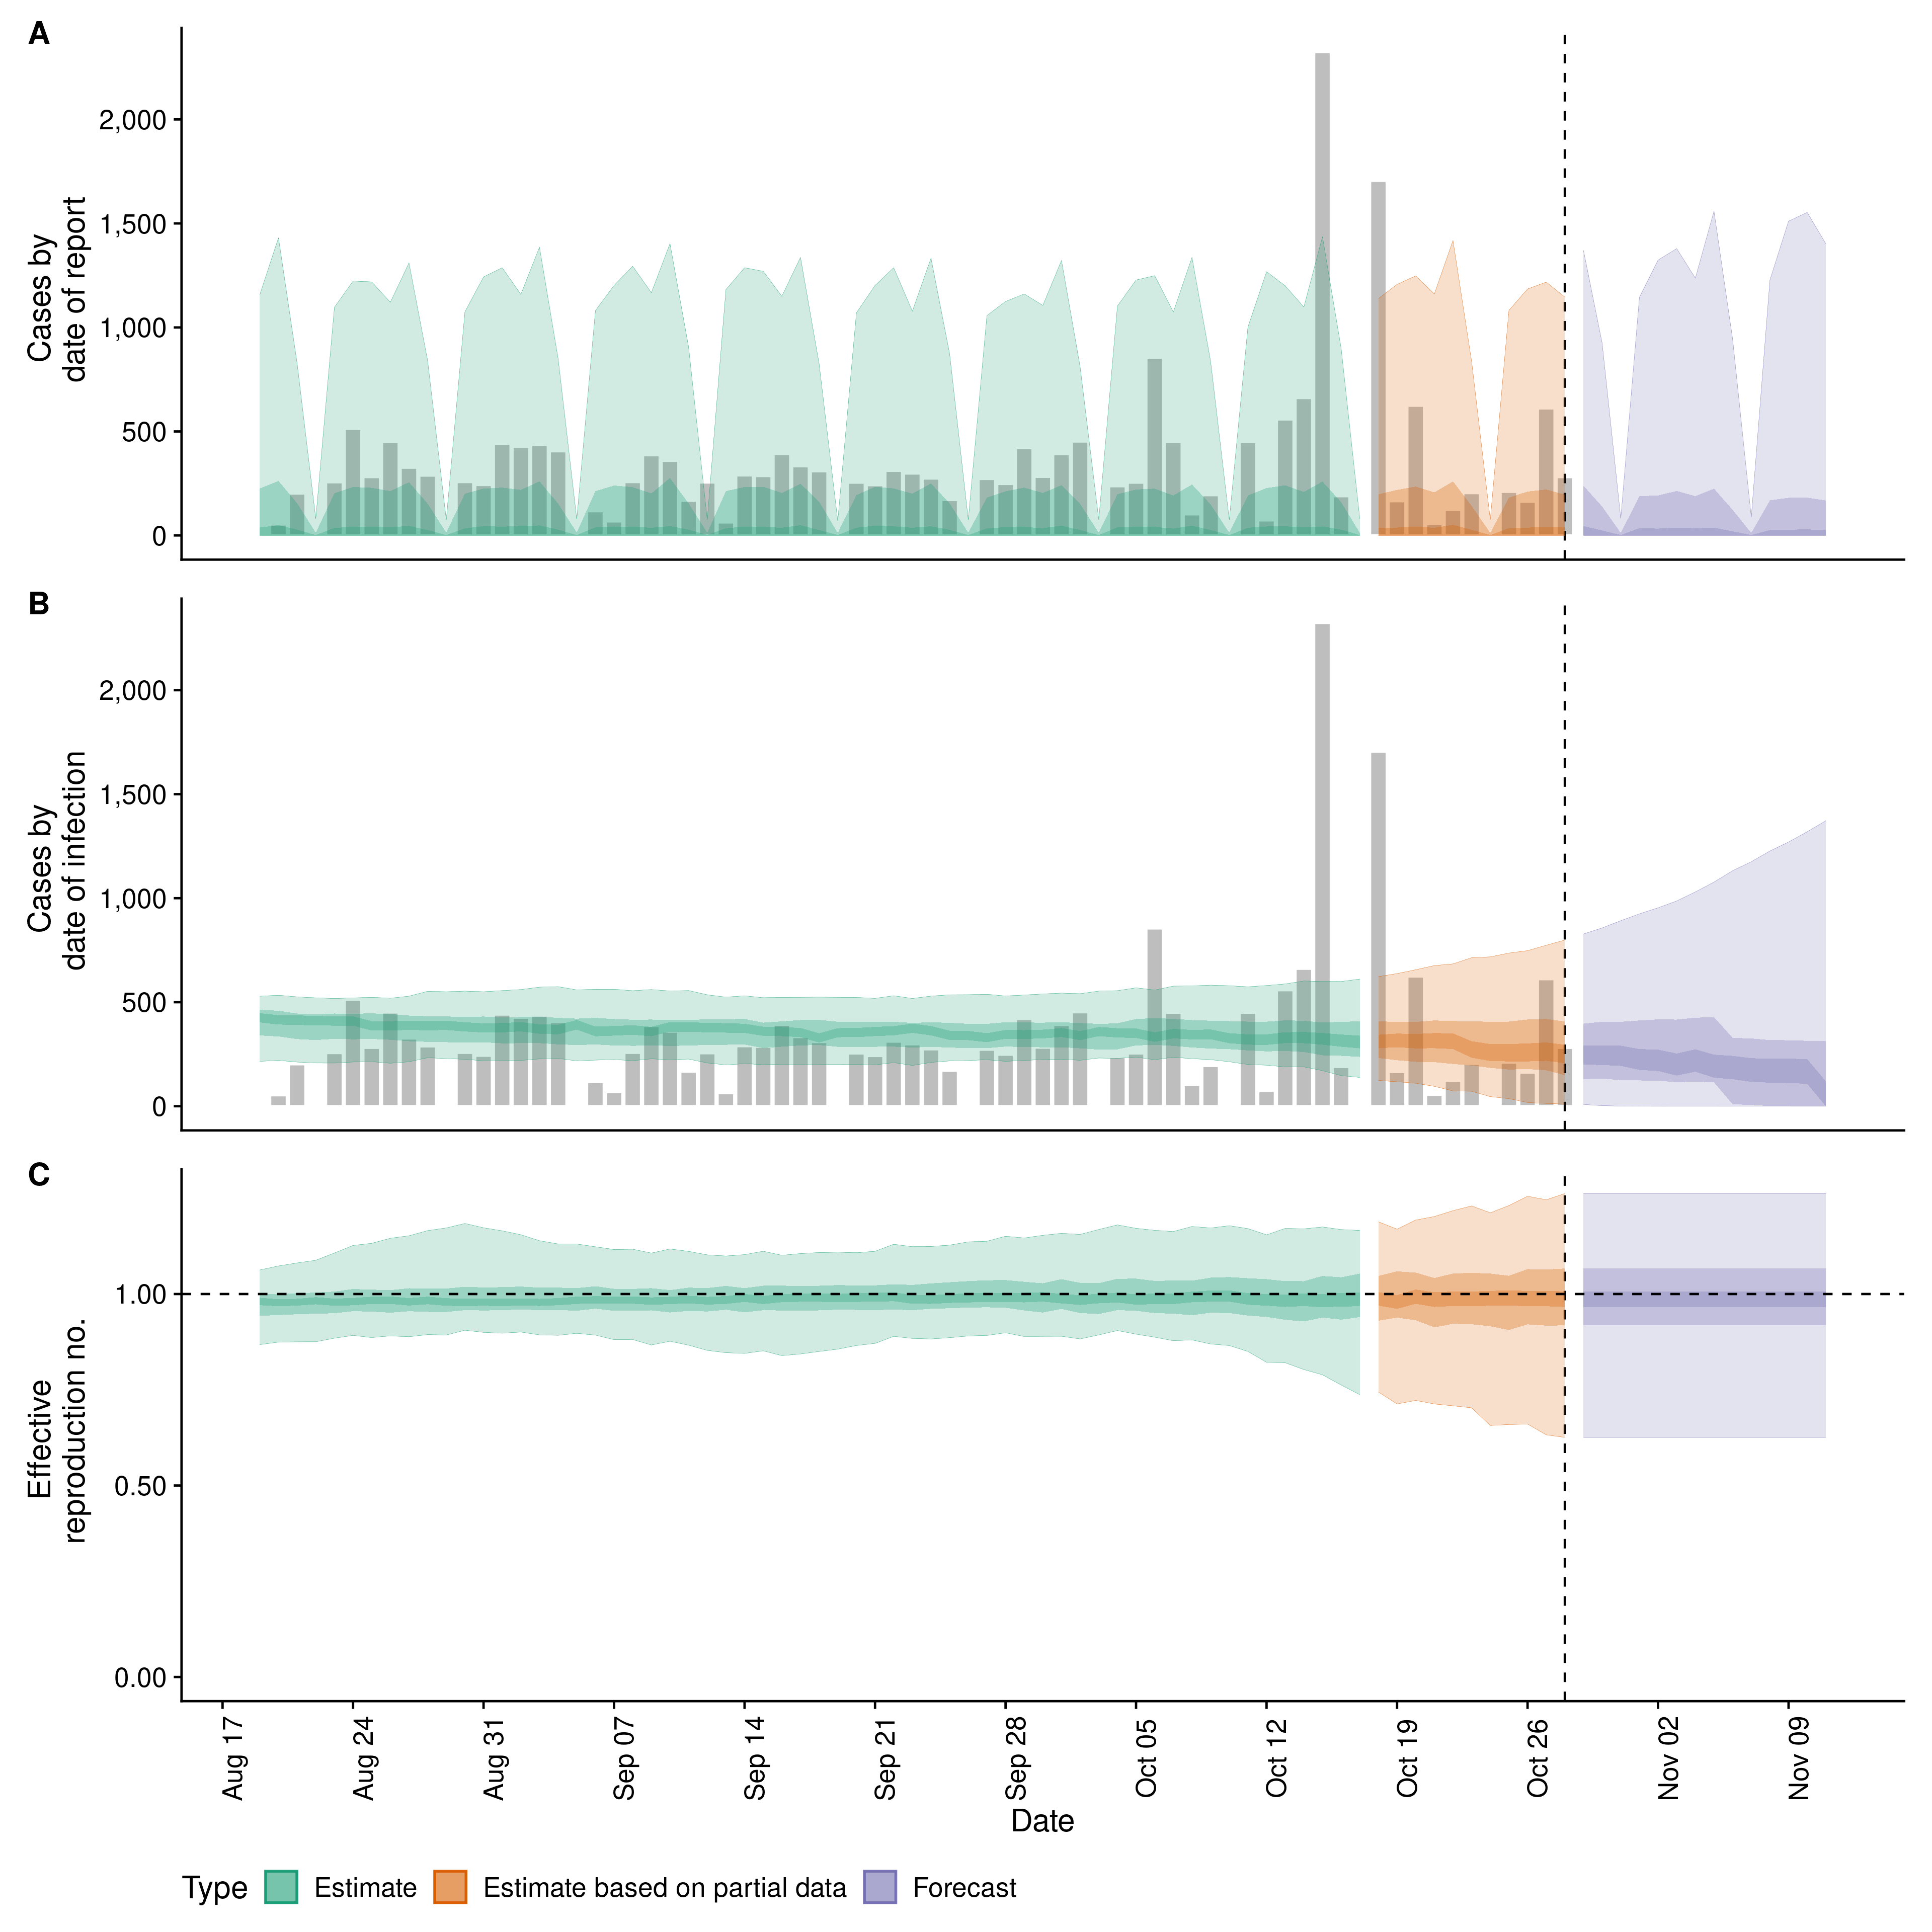 A
Cases by
date of report
2,000
1,500
1,000
500
0
B
Cases by
date of infection
2,000
1,500
1,000
500
0
C
Effective
reproduction no.
1.00
0.50
0.00
Aug 17
Aug 24
Aug 31
Sep 07
Sep 14
Sep 21
Sep 28
Oct 05
Oct 12
Oct 19
Oct 26
Nov 02
Nov 09
Date
Type Estimate Estimate based on partial data Forecast